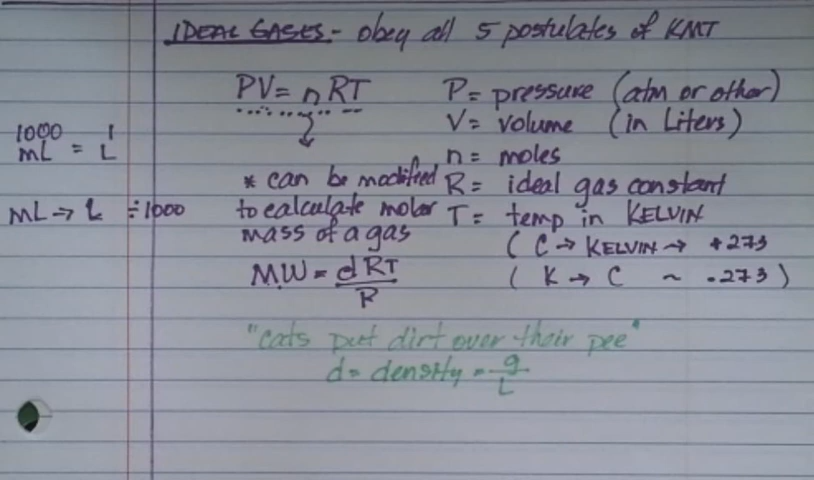 IDEAL GASES - obey all 5 postulates of KMT
PV = nRT
P = pressure (atm or other)
V = volume (in Liters)
n = moles
R = ideal gas constant
T = temp in KELVIN
( C → KELVIN → +273
( K → C ~ -273 )
1000 mL = 1 L
mL → L ÷ 1000
* can be modified
to calculate molar
mass of a gas
MW = dRT
P
"cats put dirt over their pee"
d = density = g
L